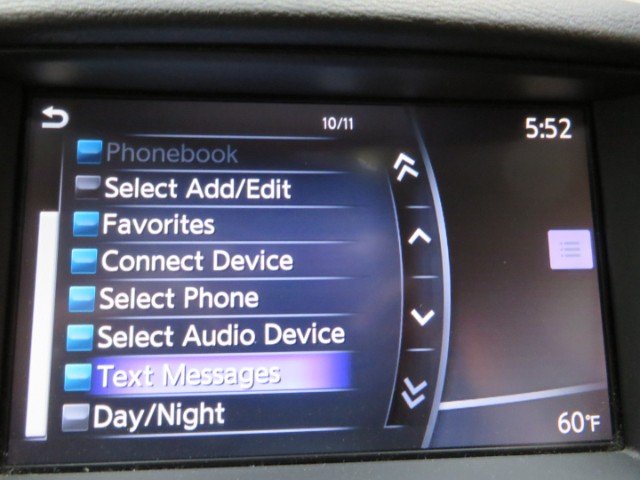 10/11
5:52
Phonebook
Select Add/Edit
Favorites
Connect Device
Select Phone
Select Audio Device
Text Messages
Day/Night
60°F